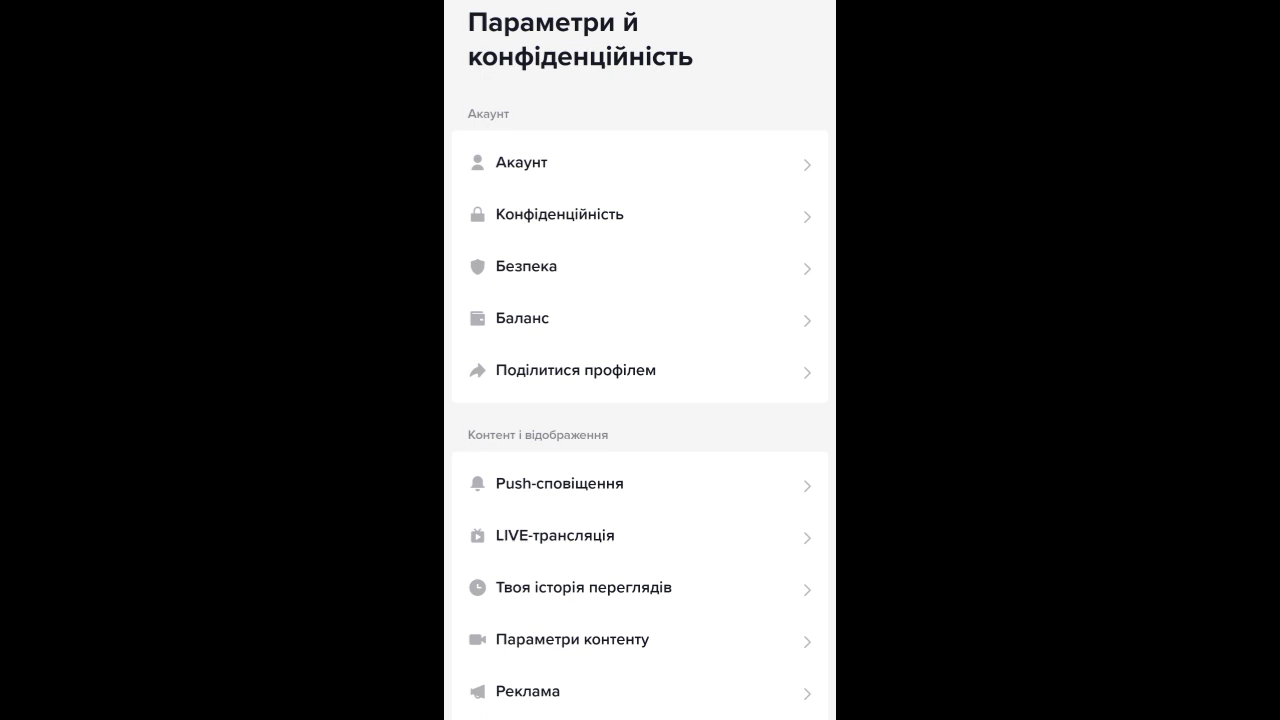 Параметри й
конфіденційність
Акаунт
Акаунт
Конфіденційність
Безпека
Баланс
Поділитися профілем
Контент і відображення
Push-сповіщення
LIVE-трансляція
Твоя історія переглядів
Параметри контенту
Реклама